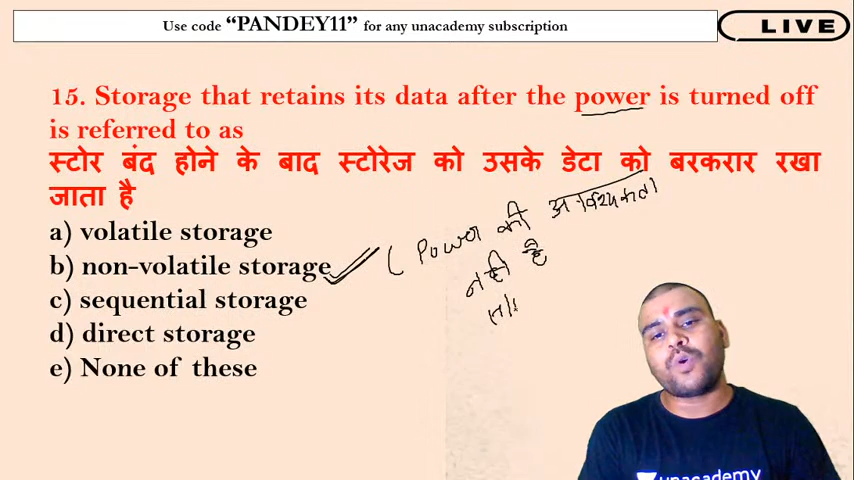 Use code “PANDEY11” for any unacademy subscription
LIVE
15. Storage that retains its data after the power is turned off
is referred to as
स्टोर बंद होने के बाद स्टोरेज को उसके डेटा को बरकरार रखा
जाता है
a) volatile storage
b) non-volatile storage
c) sequential storage
d) direct storage
e) None of these
( Power की आवश्यकता
नहीं है
unacademy